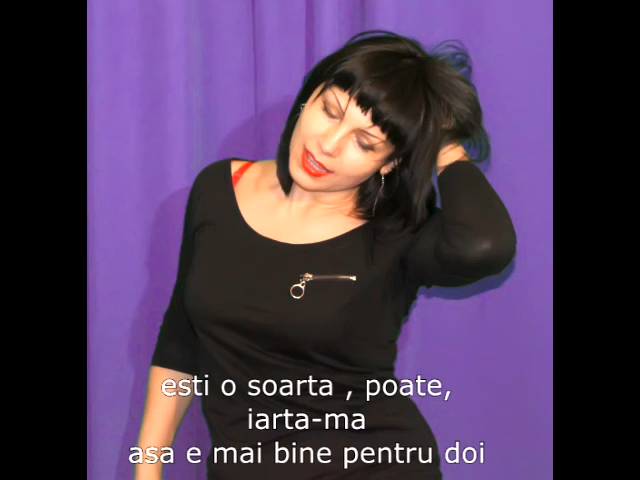 esti o soarta , poate,
iarta-ma
asa e mai bine pentru doi